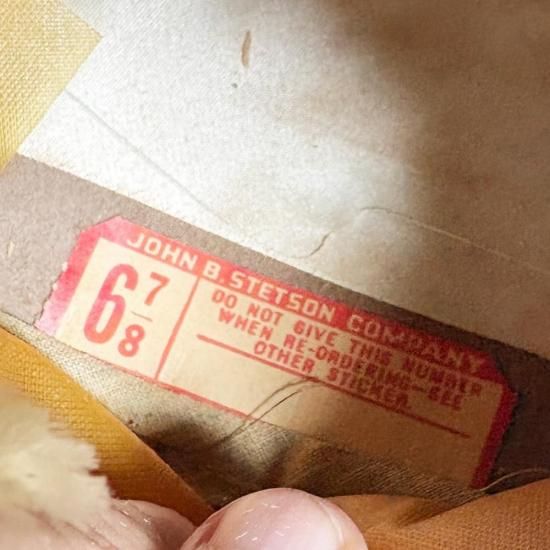 JOHN B. STETSON COMPANY
6 7/8
DO NOT GIVE THIS NUMBER
WHEN RE-ORDERING—SEE
OTHER STICKER